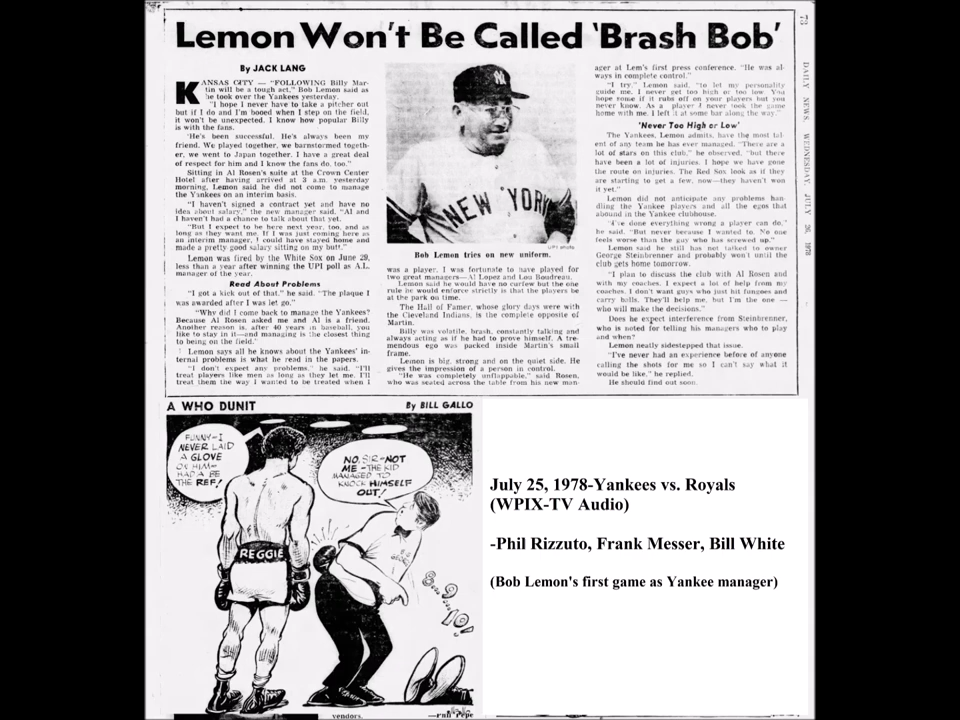 Lemon Won't Be Called 'Brash Bob'
By JACK LANG
KANSAS CITY — "FOLLOWING Billy Mar-
tin will be a tough act," Bob Lemon said as
he took over the Yankees yesterday.
"I hope I never have to take a pitcher out
but if I do and I'm booed when I step on the field,
it won't be unexpected. I know how popular Billy
is with the fans.
"He's been successful. He's always been my
friend. We played together, we barnstormed togeth-
er, we went to Japan together. I have a great deal
of respect for him and I know the fans do, too."
Sitting in Al Rosen's suite at the Crown Center
Hotel after having arrived at 3 a.m. yesterday
morning, Lemon said he did not come to manage
the Yankees on an interim basis.
"I haven't signed a contract yet and have no
idea about salary," the new manager said. "Al and
I haven't had a chance to talk about that yet.
"But I expect to be here next year, too, and as
long as they want me. If I was just coming here as
an interim manager, I could have stayed home and
made a pretty good salary sitting on my butt."
Lemon was fired by the White Sox on June 29,
less than a year after winning the UPI poll as A.L.
manager of the year.
Read About Problems
"I got a kick out of that," he said. "The plaque I
was awarded after I was let go."
"Why did I come back to manage the Yankees?
Because Al Rosen asked me and Al is a friend.
Another reason is, after 40 years in baseball, you
like to stay in it—and managing is the closest thing
to being on the field."
Lemon says all he knows about the Yankees' in-
ternal problems is what he read in the papers.
"I don't expect any problems," he said. "I'll
treat players like men as long as they let me. I'll
treat them the way I wanted to be treated when I
NEW YORK
UPI photo
Bob Lemon tries on new uniform.
was a player. I was fortunate to have played for
two great managers—Al Lopez and Lou Boudreau.
Lemon said he would have no curfew but the one
rule he would enforce strictly is that the players be
at the park on time.
The Hall of Famer, whose glory days were with
the Cleveland Indians, is the complete opposite of
Martin.
Billy was volatile, brash, constantly talking and
always acting as if he had to prove himself. A tre-
mendous ego was packed inside Martin's small
frame.
Lemon is big, strong and on the quiet side. He
gives the impression of a person in control.
"He was completely unflappable," said Rosen,
who was seated across the table from his new man-
ager at Lem's first press conference. "He was al-
ways in complete control."
"I try," Lemon said, "to let my personality
guide me. I never get too high or too low. You
hope some if it rubs off on your players but you
never know. As a player I never took the game
home with me. I left it at some bar along the way."
'Never Too High or Low'
The Yankees, Lemon admits, have the most tal-
ent of any team he has ever managed. "There are a
lot of stars on this club," he observed, "but there
have been a lot of injuries. I hope we have gone
the route on injuries. The Red Sox look as if they
are starting to get a few, now—they haven't won
it yet."
Lemon did not anticipate any problems han-
dling the Yankee players and all the egos that
abound in the Yankee clubhouse.
"I've done everything wrong a player can do,"
he said. "But never because I wanted to. No one
feels worse than the guy who has screwed up."
Lemon said he still has not talked to owner
George Steinbrenner and probably won't until the
club gets home tomorrow.
"I plan to discuss the club with Al Rosen and
with my coaches. I expect a lot of help from my
coaches. I don't want guys who just hit fungoes and
carry balls. They'll help me, but I'm the one —
who will make the decisions."
Does he expect interference from Steinbrenner,
who is noted for telling his managers who to play
and when?
Lemon neatly sidestepped that issue.
"I've never had an experience before of anyone
calling the shots for me so I can't say what it
would be like," he replied.
He should find out soon.
DAILY NEWS, WEDNESDAY, JULY 26, 1978
A WHO DUNIT
By BILL GALLO
FUNNY-I
NEVER LAID
A GLOVE
ON HIM-
HADA BE
THE REF!
NO, SIR-NOT
ME-THE KID
MANAGED TO
KNOCK HIMSELF
OUT!
REGGIE
8-9-
10!
vendors.
—Phil Pepe
July 25, 1978-Yankees vs. Royals
(WPIX-TV Audio)
-Phil Rizzuto, Frank Messer, Bill White
(Bob Lemon's first game as Yankee manager)